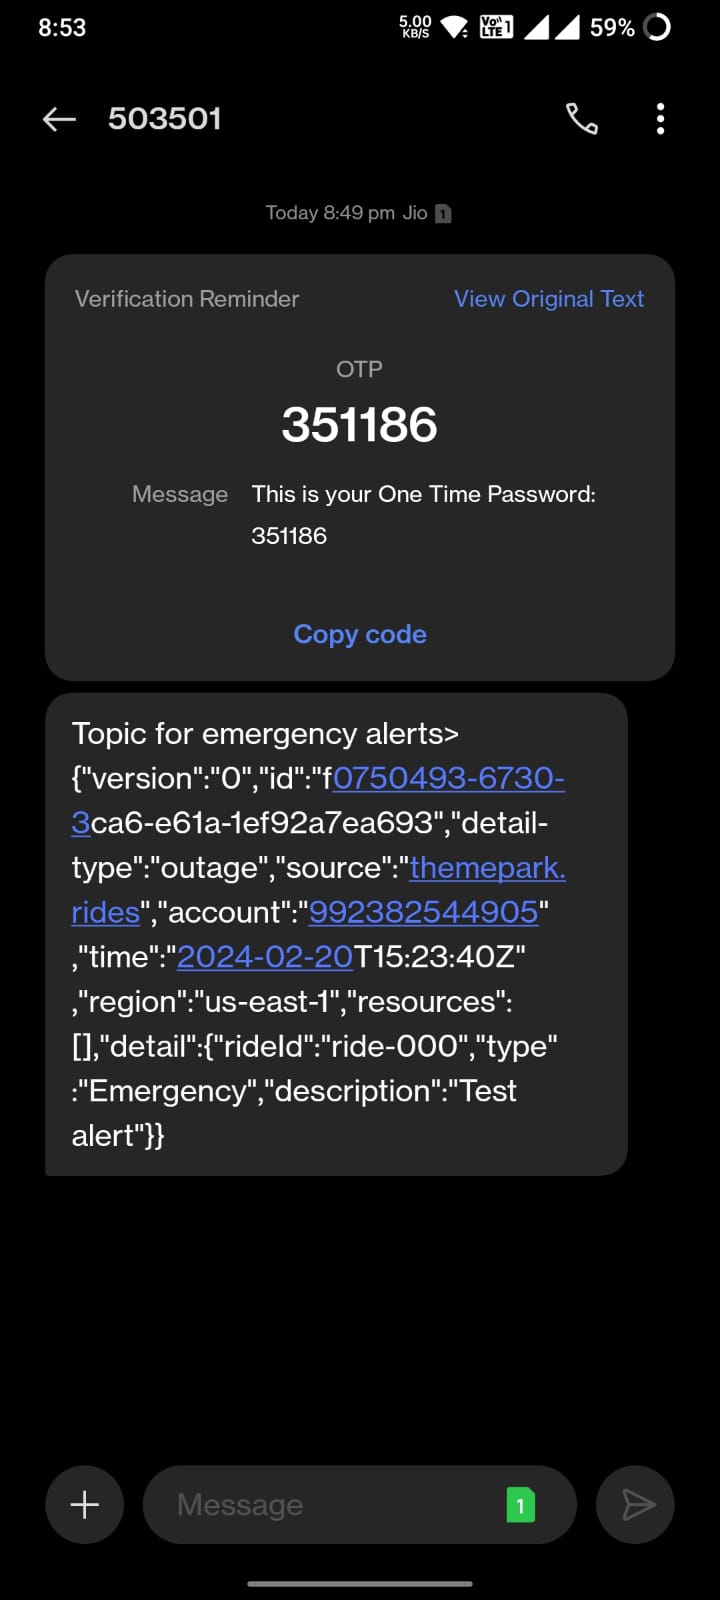 8:53
5.00 KB/S
Vo LTE 1
59%
503501
Today 8:49 pm Jio 1
Verification Reminder View Original Text
OTP
351186
Message This is your One Time Password:
351186
Copy code
Topic for emergency alerts>
{"version":"0","id":"f0750493-6730-
3ca6-e61a-1ef92a7ea693","detail-
type":"outage","source":"themepark.
rides","account":"992382544905"
,"time":"2024-02-20T15:23:40Z"
,"region":"us-east-1","resources":
[],"detail":{"rideId":"ride-000","type"
:"Emergency","description":"Test
alert"}}
Message 1